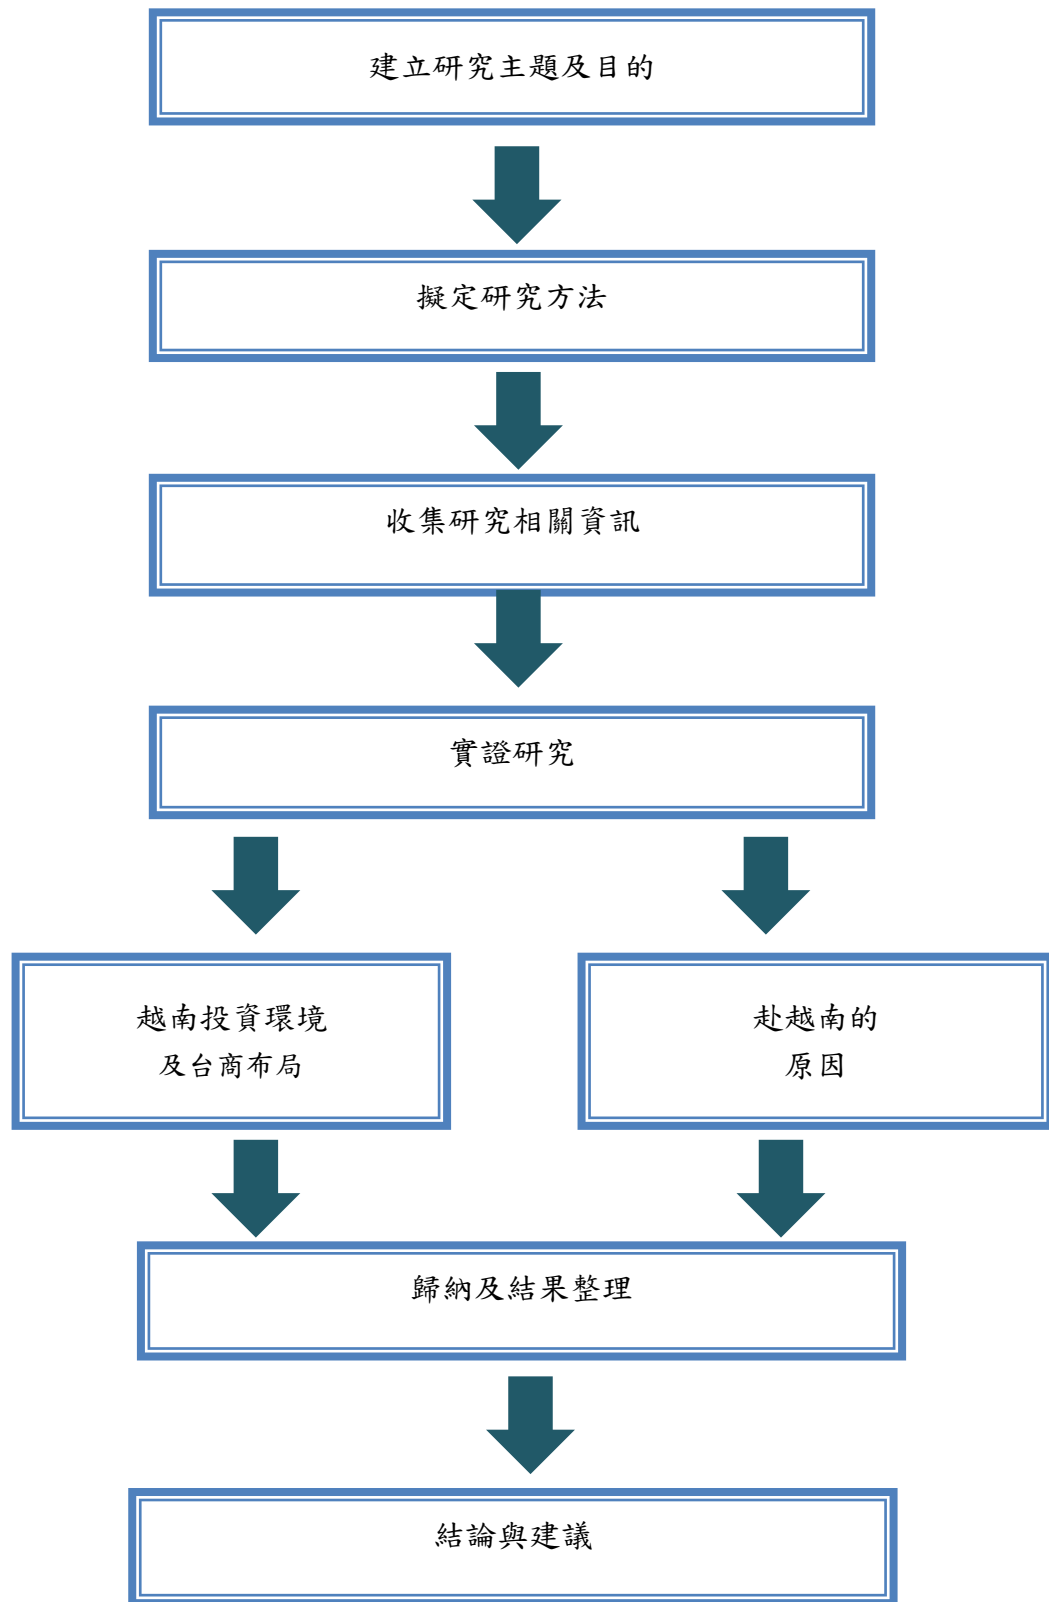 建立研究主題及目的
擬定研究方法
收集研究相關資訊
實證研究
越南投資環境
及台商布局
赴越南的
原因
歸納及結果整理
結論與建議